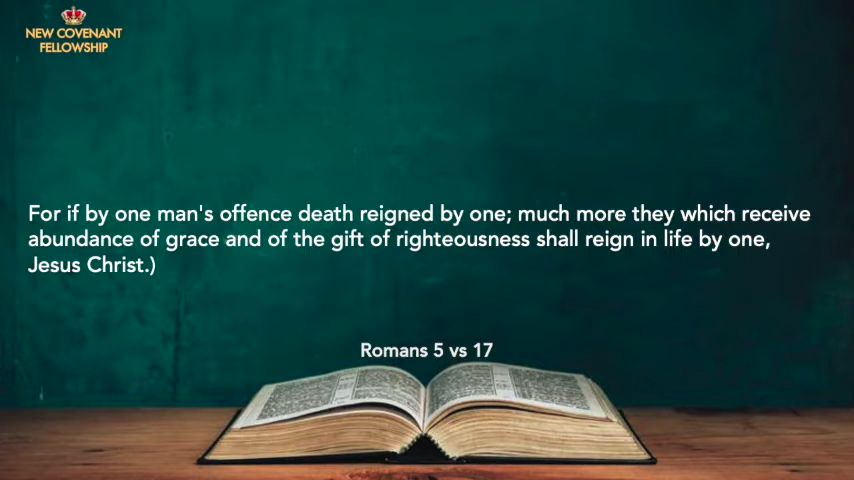 NEW COVENANT
FELLOWSHIP
For if by one man's offence death reigned by one; much more they which receive
abundance of grace and of the gift of righteousness shall reign in life by one,
Jesus Christ.)
Romans 5 vs 17